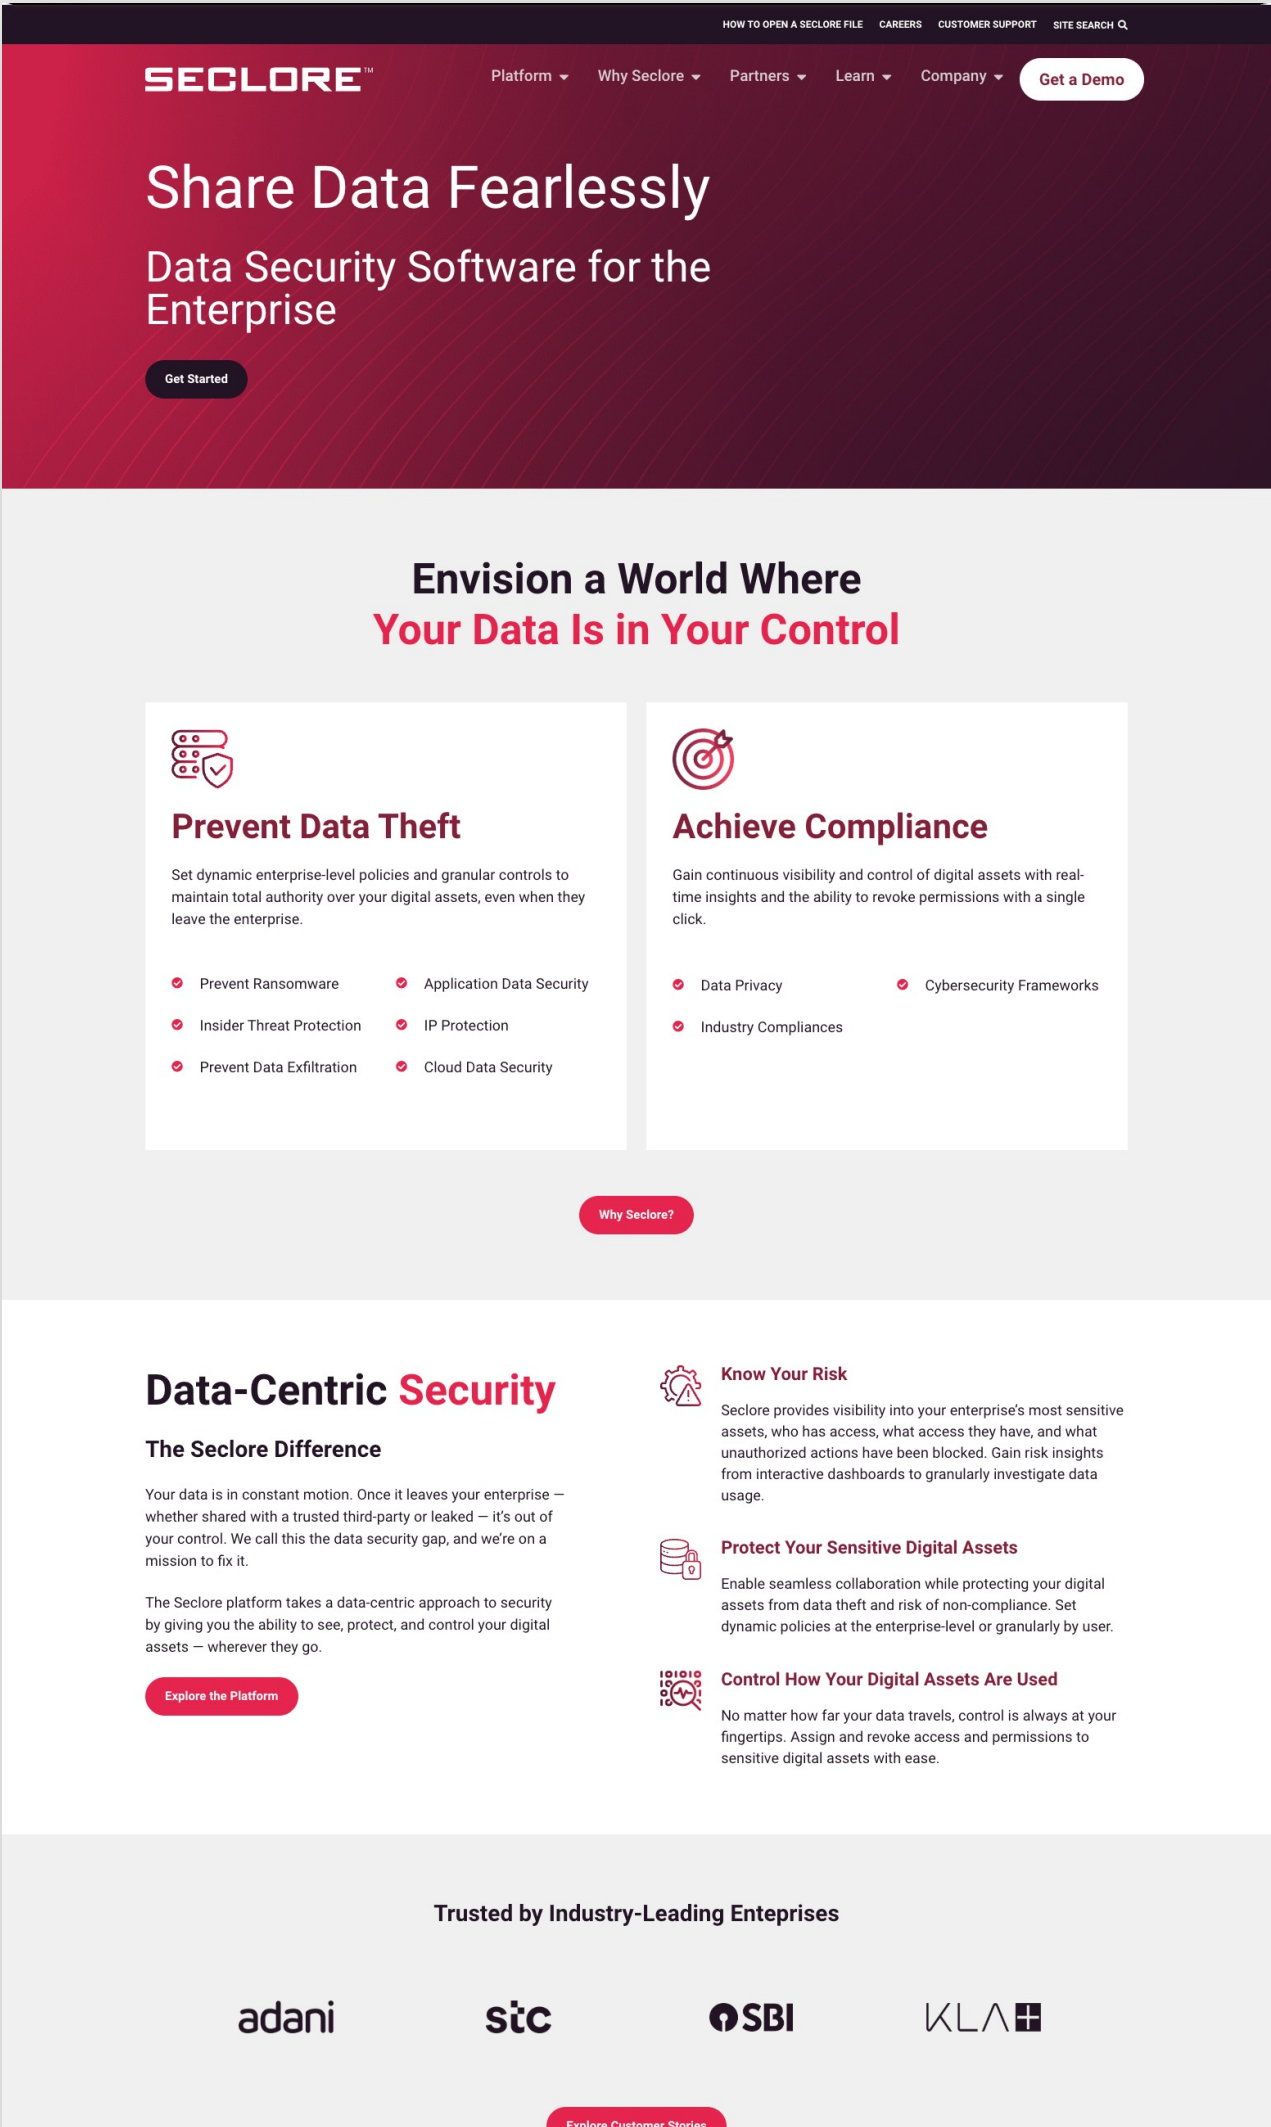 HOW TO OPEN A SECLORE FILE CAREERS CUSTOMER SUPPORT SITE SEARCH
SECLORE™ Platform Why Seclore Partners Learn Company Get a Demo
Share Data Fearlessly
Data Security Software for the
Enterprise
Get Started
Envision a World Where
Your Data Is in Your Control
Prevent Data Theft
Set dynamic enterprise-level policies and granular controls to
maintain total authority over your digital assets, even when they
leave the enterprise.
Prevent Ransomware
Insider Threat Protection
Prevent Data Exfiltration
Application Data Security
IP Protection
Cloud Data Security
Achieve Compliance
Gain continuous visibility and control of digital assets with real-
time insights and the ability to revoke permissions with a single
click.
Data Privacy
Industry Compliances
Cybersecurity Frameworks
Why Seclore?
Data-Centric Security
The Seclore Difference
Your data is in constant motion. Once it leaves your enterprise —
whether shared with a trusted third-party or leaked — it's out of
your control. We call this the data security gap, and we're on a
mission to fix it.
The Seclore platform takes a data-centric approach to security
by giving you the ability to see, protect, and control your digital
assets — wherever they go.
Explore the Platform
Know Your Risk
Seclore provides visibility into your enterprise's most sensitive
assets, who has access, what access they have, and what
unauthorized actions have been blocked. Gain risk insights
from interactive dashboards to granularly investigate data
usage.
Protect Your Sensitive Digital Assets
Enable seamless collaboration while protecting your digital
assets from data theft and risk of non-compliance. Set
dynamic policies at the enterprise-level or granularly by user.
Control How Your Digital Assets Are Used
No matter how far your data travels, control is always at your
fingertips. Assign and revoke access and permissions to
sensitive digital assets with ease.
Trusted by Industry-Leading Enteprises
adani stc SBI KLA
Explore Customer Stories